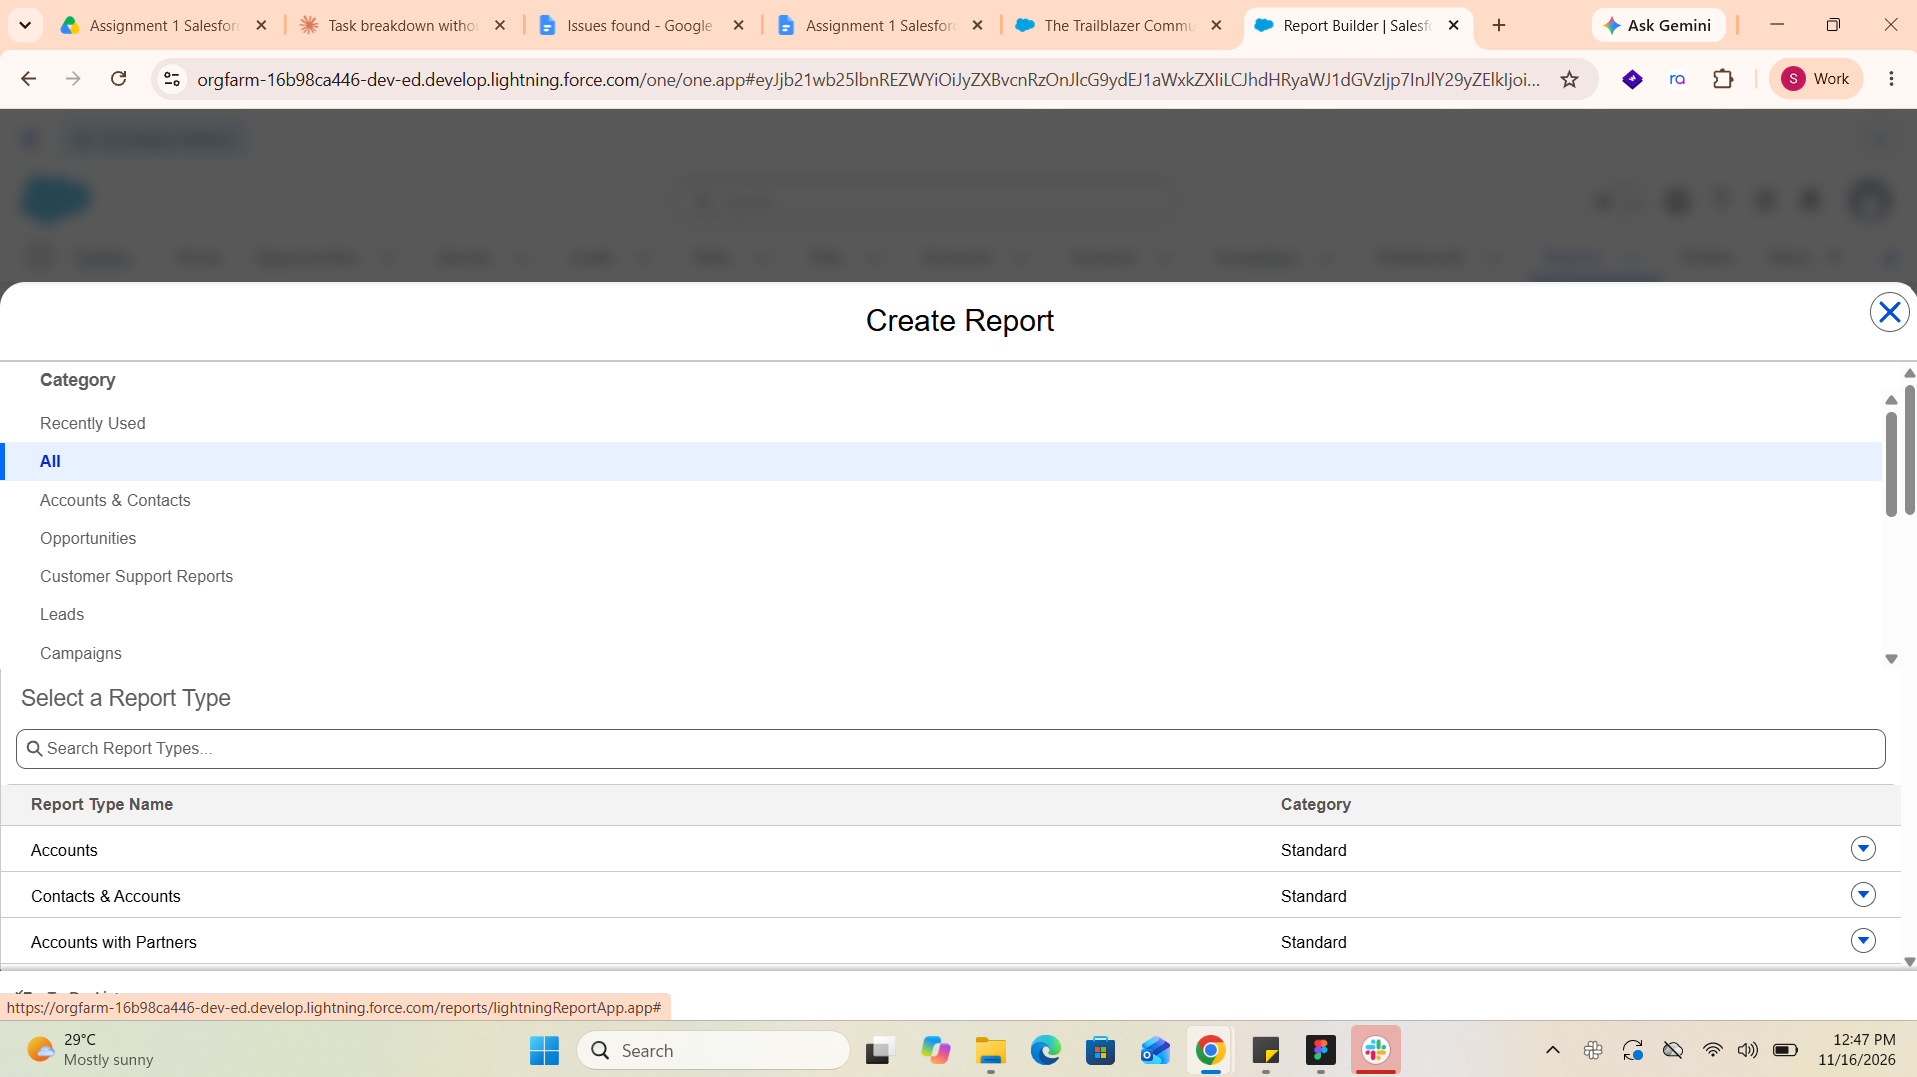 Assignment 1 Salesforc
Task breakdown witho
Issues found - Google
Assignment 1 Salesforc
The Trailblazer Commu
Report Builder | Salesf
Ask Gemini
orgfarm-16b98ca446-dev-ed.develop.lightning.force.com/one/one.app#eyJjb21wb25lbnREZWYiOiJyZXBvcnRzOnJlcG9ydEJ1aWxkZXIiLCJhdHRyaWJ1dGVzIjp7InJlY29yZElkIjoi...
ra
S Work
Create Report
Category
Recently Used
All
Accounts & Contacts
Opportunities
Customer Support Reports
Leads
Campaigns
Select a Report Type
Search Report Types...
Report Type Name Category
Accounts Standard
Contacts & Accounts Standard
Accounts with Partners Standard
https://orgfarm-16b98ca446-dev-ed.develop.lightning.force.com/reports/lightningReportApp.app#
29°C
Mostly sunny
Search
12:47 PM
11/16/2026